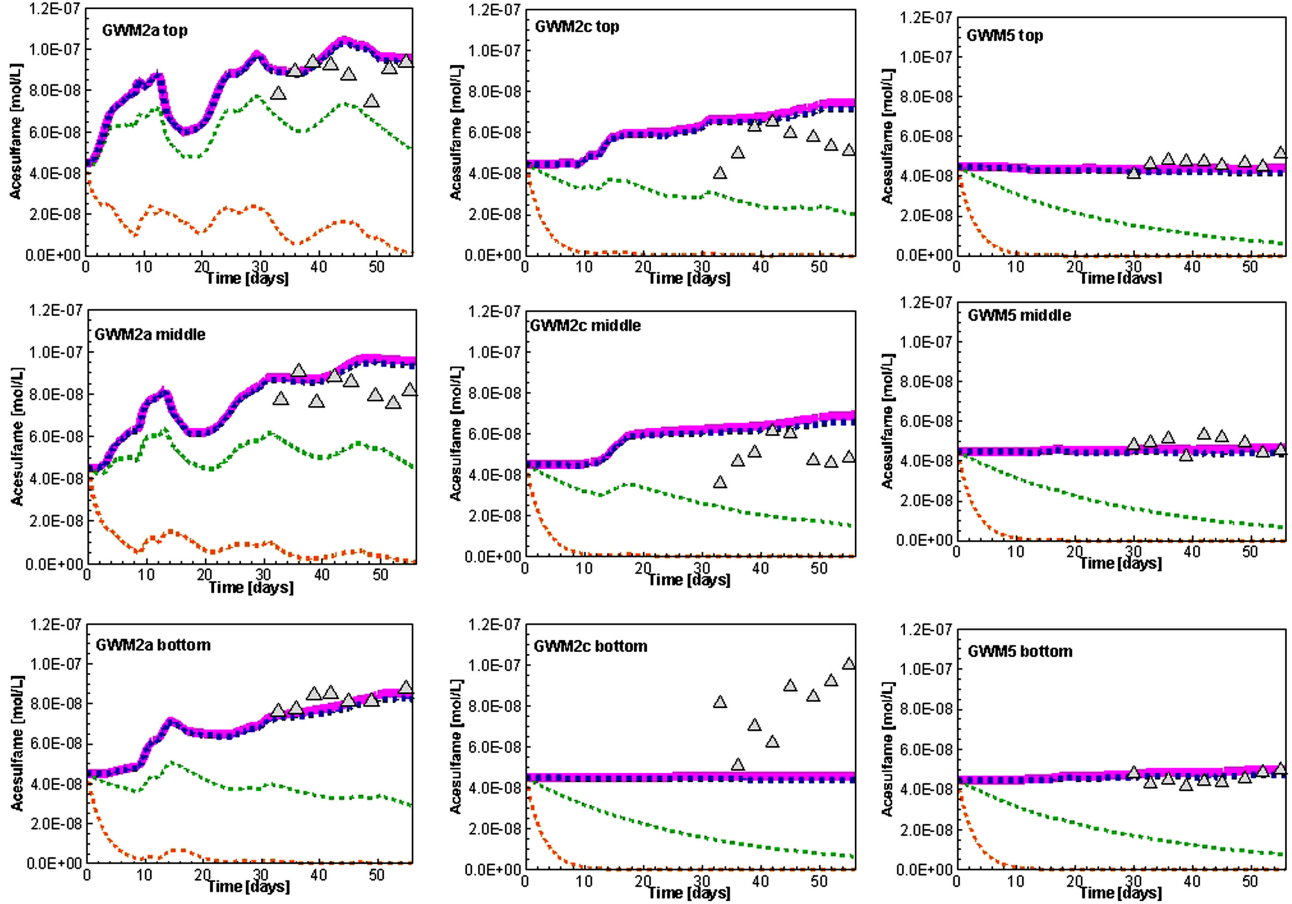 1.2E-07
1.0E-07
8.0E-08
6.0E-08
4.0E-08
2.0E-08
0.0E+00
Acesulfame [mol/L]
GWM2a top
0 10 20 30 40 50
Time [days]
1.2E-07
1.0E-07
8.0E-08
6.0E-08
4.0E-08
2.0E-08
0.0E+00
Acesulfame [mol/L]
GWM2c top
0 10 20 30 40 50
Time [days]
1.2E-07
1.0E-07
8.0E-08
6.0E-08
4.0E-08
2.0E-08
0.0E+00
Acesulfame [mol/L]
GWM5 top
0 10 20 30 40 50
Time [days]
1.2E-07
1.0E-07
8.0E-08
6.0E-08
4.0E-08
2.0E-08
0.0E+00
Acesulfame [mol/L]
GWM2a middle
0 10 20 30 40 50
Time [days]
1.2E-07
1.0E-07
8.0E-08
6.0E-08
4.0E-08
2.0E-08
0.0E+00
Acesulfame [mol/L]
GWM2c middle
0 10 20 30 40 50
Time [days]
1.2E-07
1.0E-07
8.0E-08
6.0E-08
4.0E-08
2.0E-08
0.0E+00
Acesulfame [mol/L]
GWM5 middle
0 10 20 30 40 50
Time [days]
1.2E-07
1.0E-07
8.0E-08
6.0E-08
4.0E-08
2.0E-08
0.0E+00
Acesulfame [mol/L]
GWM2a bottom
0 10 20 30 40 50
Time [days]
1.2E-07
1.0E-07
8.0E-08
6.0E-08
4.0E-08
2.0E-08
0.0E+00
Acesulfame [mol/L]
GWM2c bottom
0 10 20 30 40 50
Time [days]
1.2E-07
1.0E-07
8.0E-08
6.0E-08
4.0E-08
2.0E-08
0.0E+00
Acesulfame [mol/L]
GWM5 bottom
0 10 20 30 40 50
Time [days]